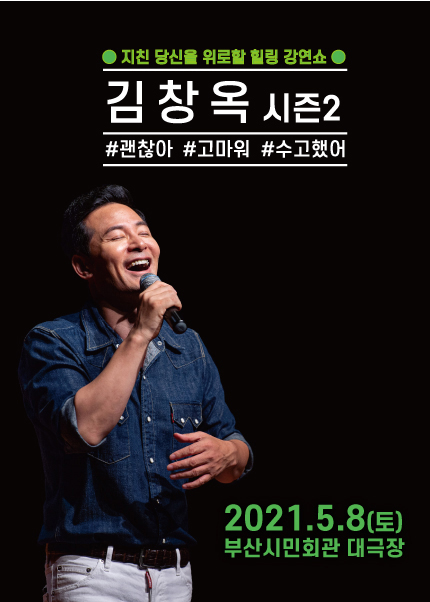 지친 당신을 위로할 힐링 강연쇼
김창옥 시즌2
#괜찮아 #고마워 #수고했어
2021.5.8(토)
부산시민회관 대극장